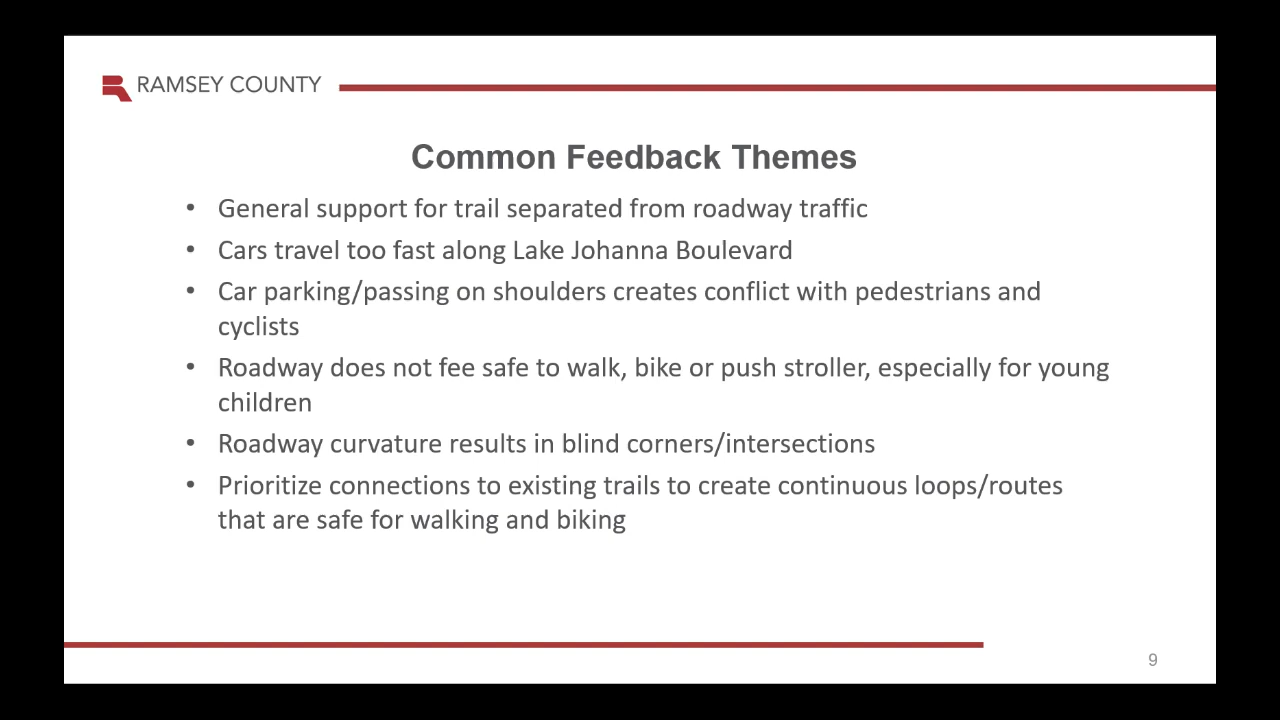 RAMSEY COUNTY
Common Feedback Themes
• General support for trail separated from roadway traffic
• Cars travel too fast along Lake Johanna Boulevard
• Car parking/passing on shoulders creates conflict with pedestrians and
cyclists
• Roadway does not fee safe to walk, bike or push stroller, especially for young
children
• Roadway curvature results in blind corners/intersections
• Prioritize connections to existing trails to create continuous loops/routes
that are safe for walking and biking
9